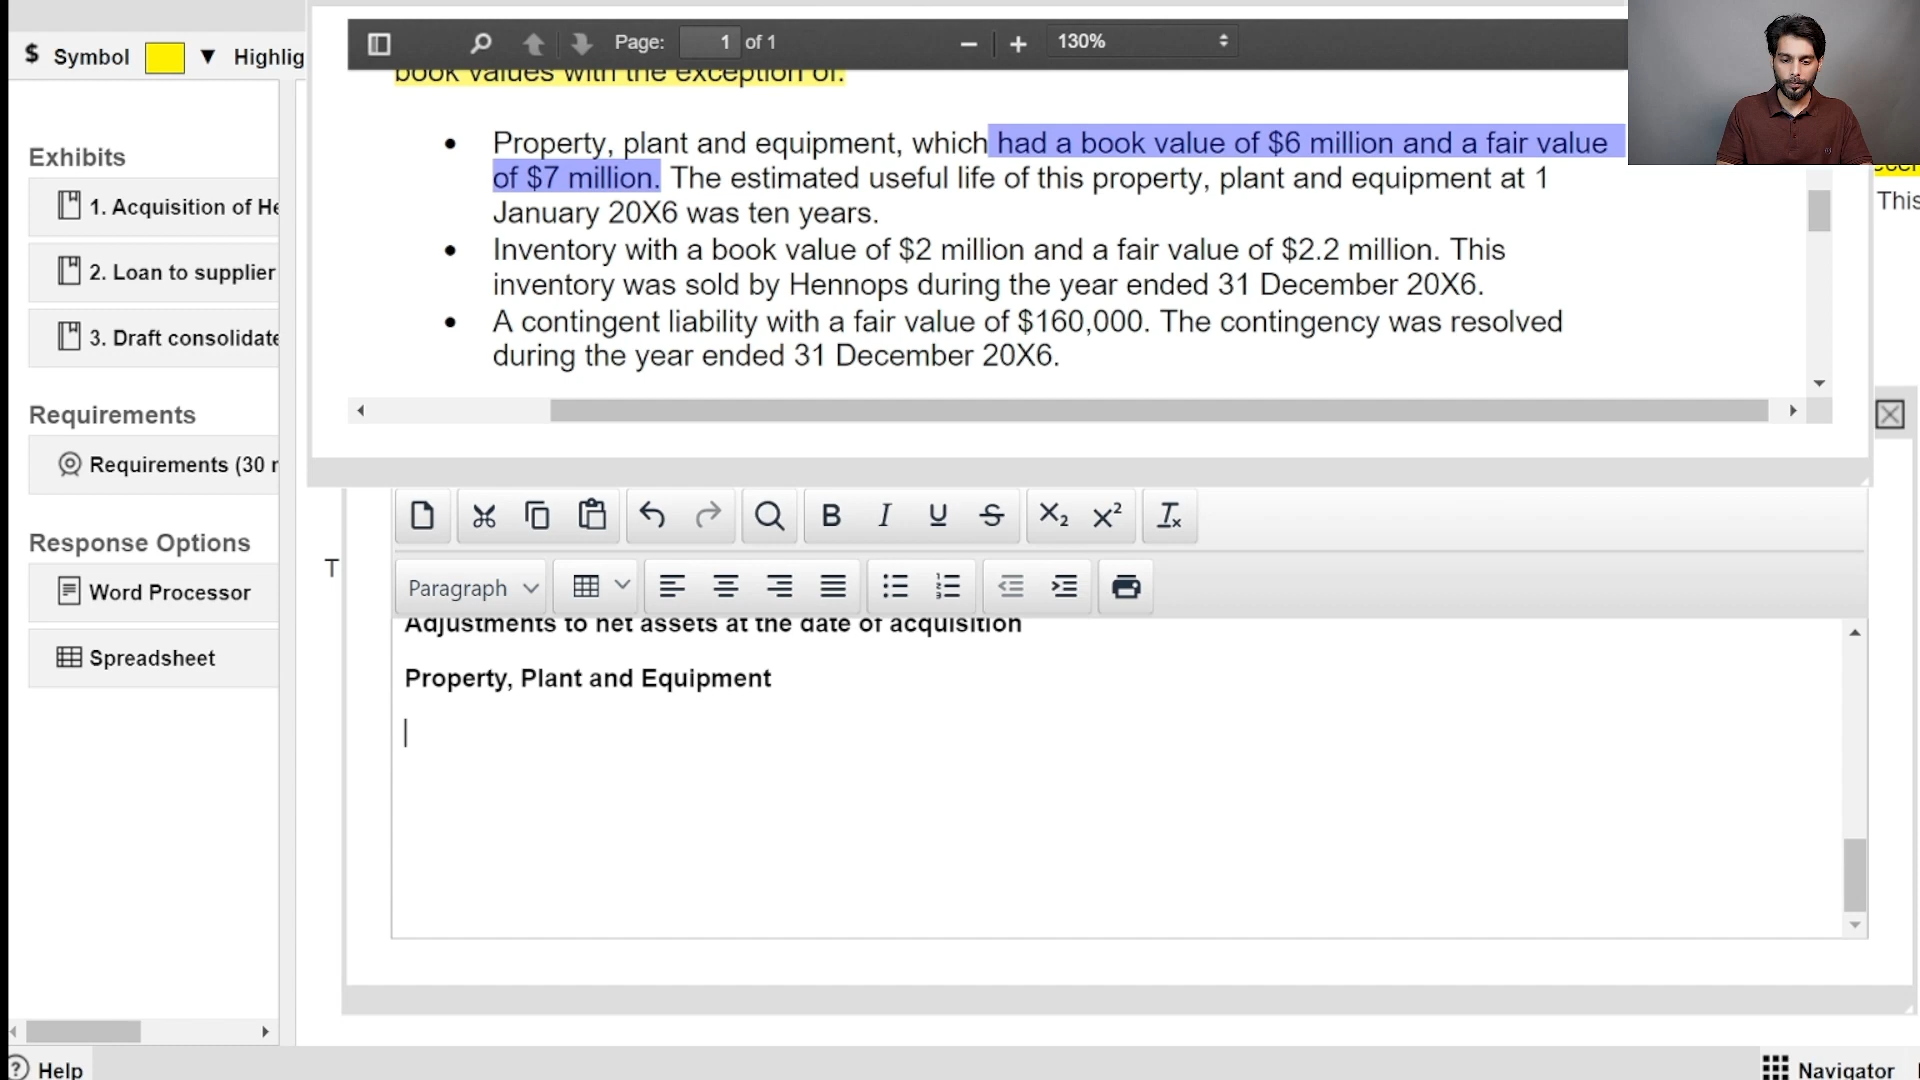 $ Symbol ▼ Highlig
Page: 1 of 1 130%
book values with the exception of:
• Property, plant and equipment, which had a book value of $6 million and a fair value
of $7 million. The estimated useful life of this property, plant and equipment at 1
January 20X6 was ten years.
• Inventory with a book value of $2 million and a fair value of $2.2 million. This
inventory was sold by Hennops during the year ended 31 December 20X6.
• A contingent liability with a fair value of $160,000. The contingency was resolved
during the year ended 31 December 20X6.
This
Exhibits
1. Acquisition of He
2. Loan to supplier
3. Draft consolidate
Requirements
Requirements (30 r
Response Options
Word Processor
Spreadsheet
T
B I U S X₂ X² Tx
Paragraph
Adjustments to net assets at the date of acquisition
Property, Plant and Equipment
? Help
Navigator